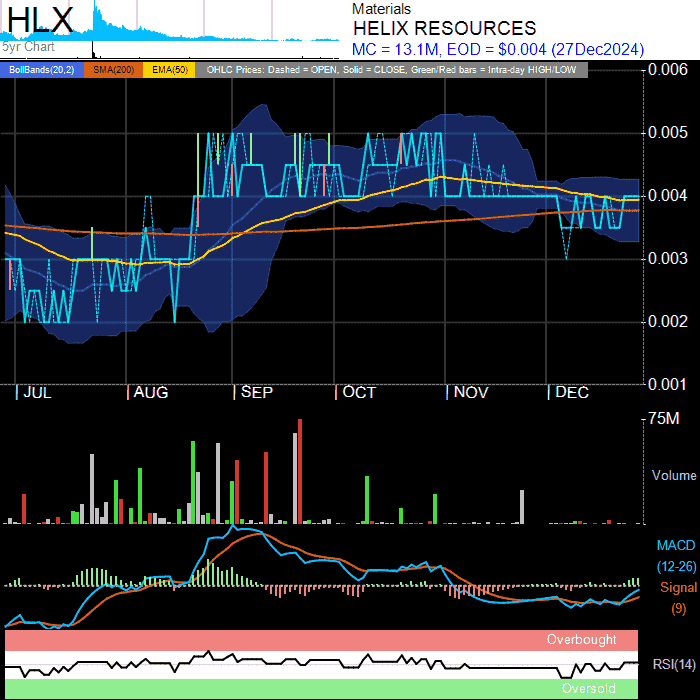 HLX
5yr Chart
Materials
HELIX RESOURCES
MC = 13.1M, EOD = $0.004 (27Dec2024)
BollBands(20,2) SMA(200) EMA(50) OHLC Prices: Dashed = OPEN, Solid = CLOSE, Green/Red bars = Intra-day HIGH/LOW
0.006
0.005
0.004
0.003
0.002
0.001
JUL AUG SEP OCT NOV DEC
75M
Volume
MACD
(12-26)
Signal
(9)
Overbought
RSI(14)
Oversold